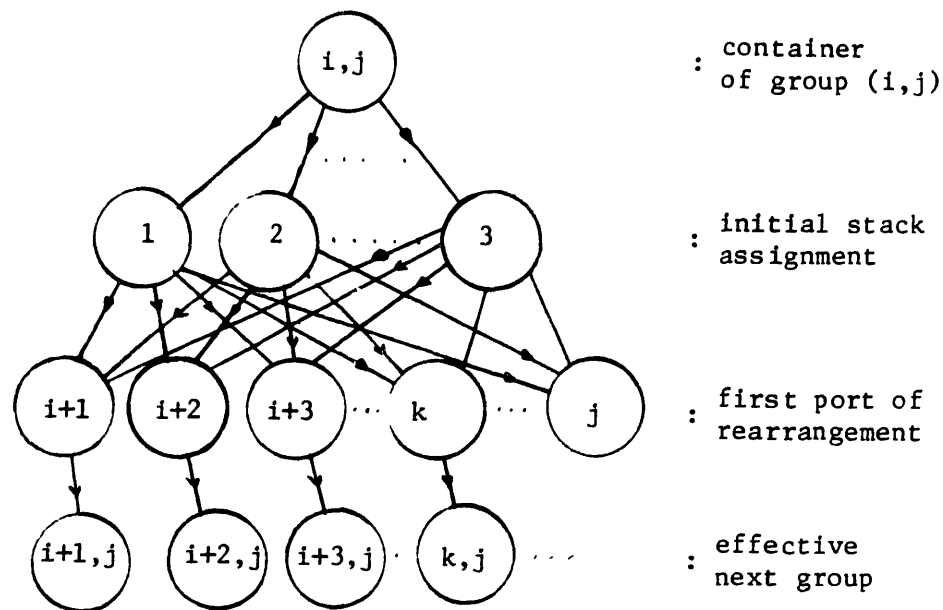 i,j
: container
of group (i,j)
. . . .
1
2
. . . . .
3
: initial stack
assignment
i+1
i+2
i+3
...
k
...
j
: first port of
rearrangement
i+1,j
i+2,j
i+3,j
.
k,j
....
: effective
next group